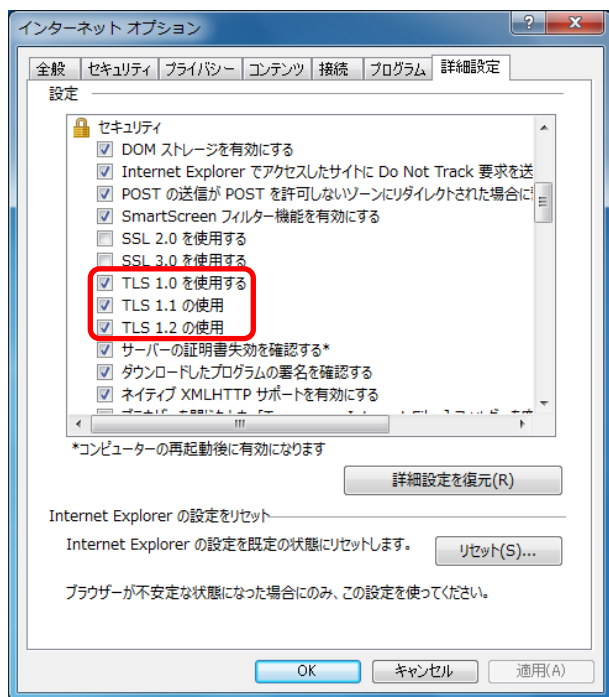 インターネット オプション
全般 セキュリティ プライバシー コンテンツ 接続 プログラム 詳細設定
設定
セキュリティ
DOM ストレージを有効にする
Internet Explorer でアクセスしたサイトに Do Not Track 要求を送
POST の送信が POST を許可しないゾーンにリダイレクトされた場合に
SmartScreen フィルター機能を有効にする
SSL 2.0 を使用する
SSL 3.0 を使用する
TLS 1.0 を使用する
TLS 1.1 の使用
TLS 1.2 の使用
サーバーの証明書失効を確認する*
ダウンロードしたプログラムの署名を確認する
ネイティブ XMLHTTP サポートを有効にする
*コンピューターの再起動後に有効になります
詳細設定を復元(R)
Internet Explorer の設定をリセット
Internet Explorer の設定を既定の状態にリセットします。
リセット(S)...
ブラウザーが不安定な状態になった場合にのみ、この設定を使ってください。
OK キャンセル 適用(A)